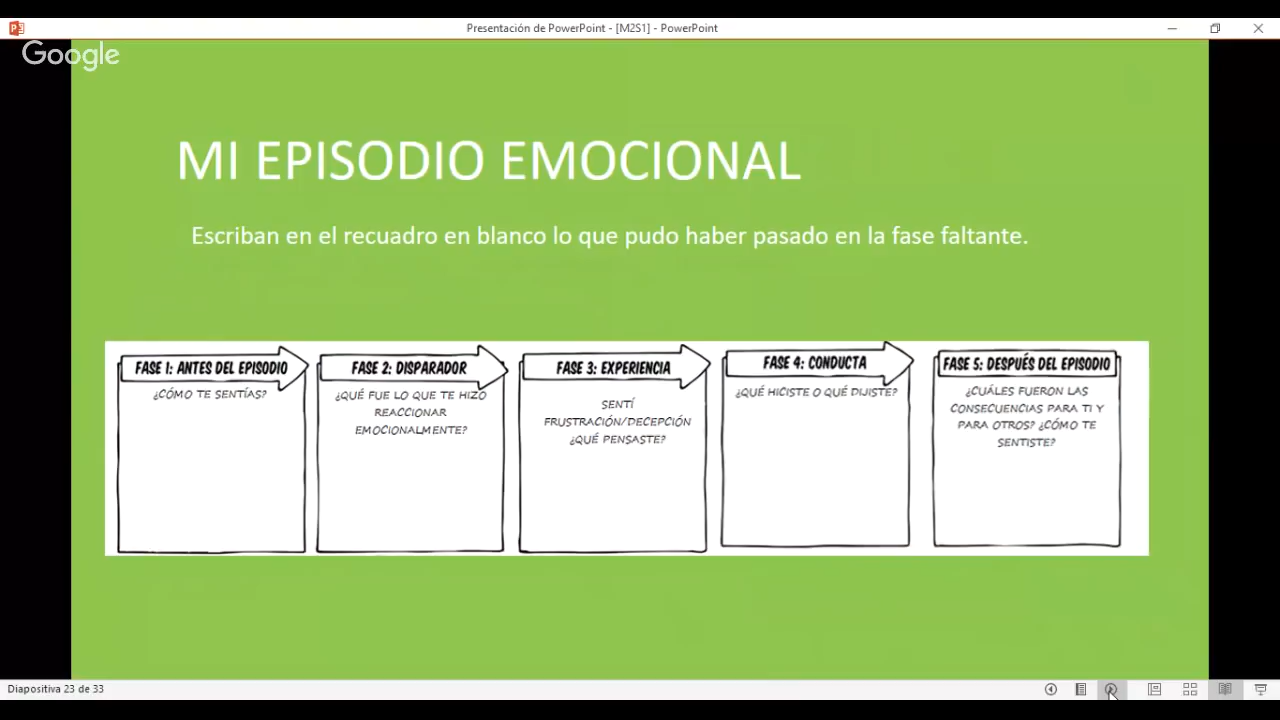 Presentación de PowerPoint - [M2S1] - PowerPoint
Google
MI EPISODIO EMOCIONAL
Escriban en el recuadro en blanco lo que pudo haber pasado en la fase faltante.
FASE 1: ANTES DEL EPISODIO
¿CÓMO TE SENTÍAS?
FASE 2: DISPARADOR
¿QUÉ FUE LO QUE TE HIZO
REACCIONAR
EMOCIONALMENTE?
FASE 3: EXPERIENCIA
SENTÍ
FRUSTRACIÓN/DECEPCIÓN
¿QUÉ PENSASTE?
FASE 4: CONDUCTA
¿QUÉ HICISTE O QUÉ DIJISTE?
FASE 5: DESPUÉS DEL EPISODIO
¿CUÁLES FUERON LAS
CONSECUENCIAS PARA TI Y
PARA OTROS? ¿CÓMO TE
SENTISTE?
Diapositiva 23 de 33